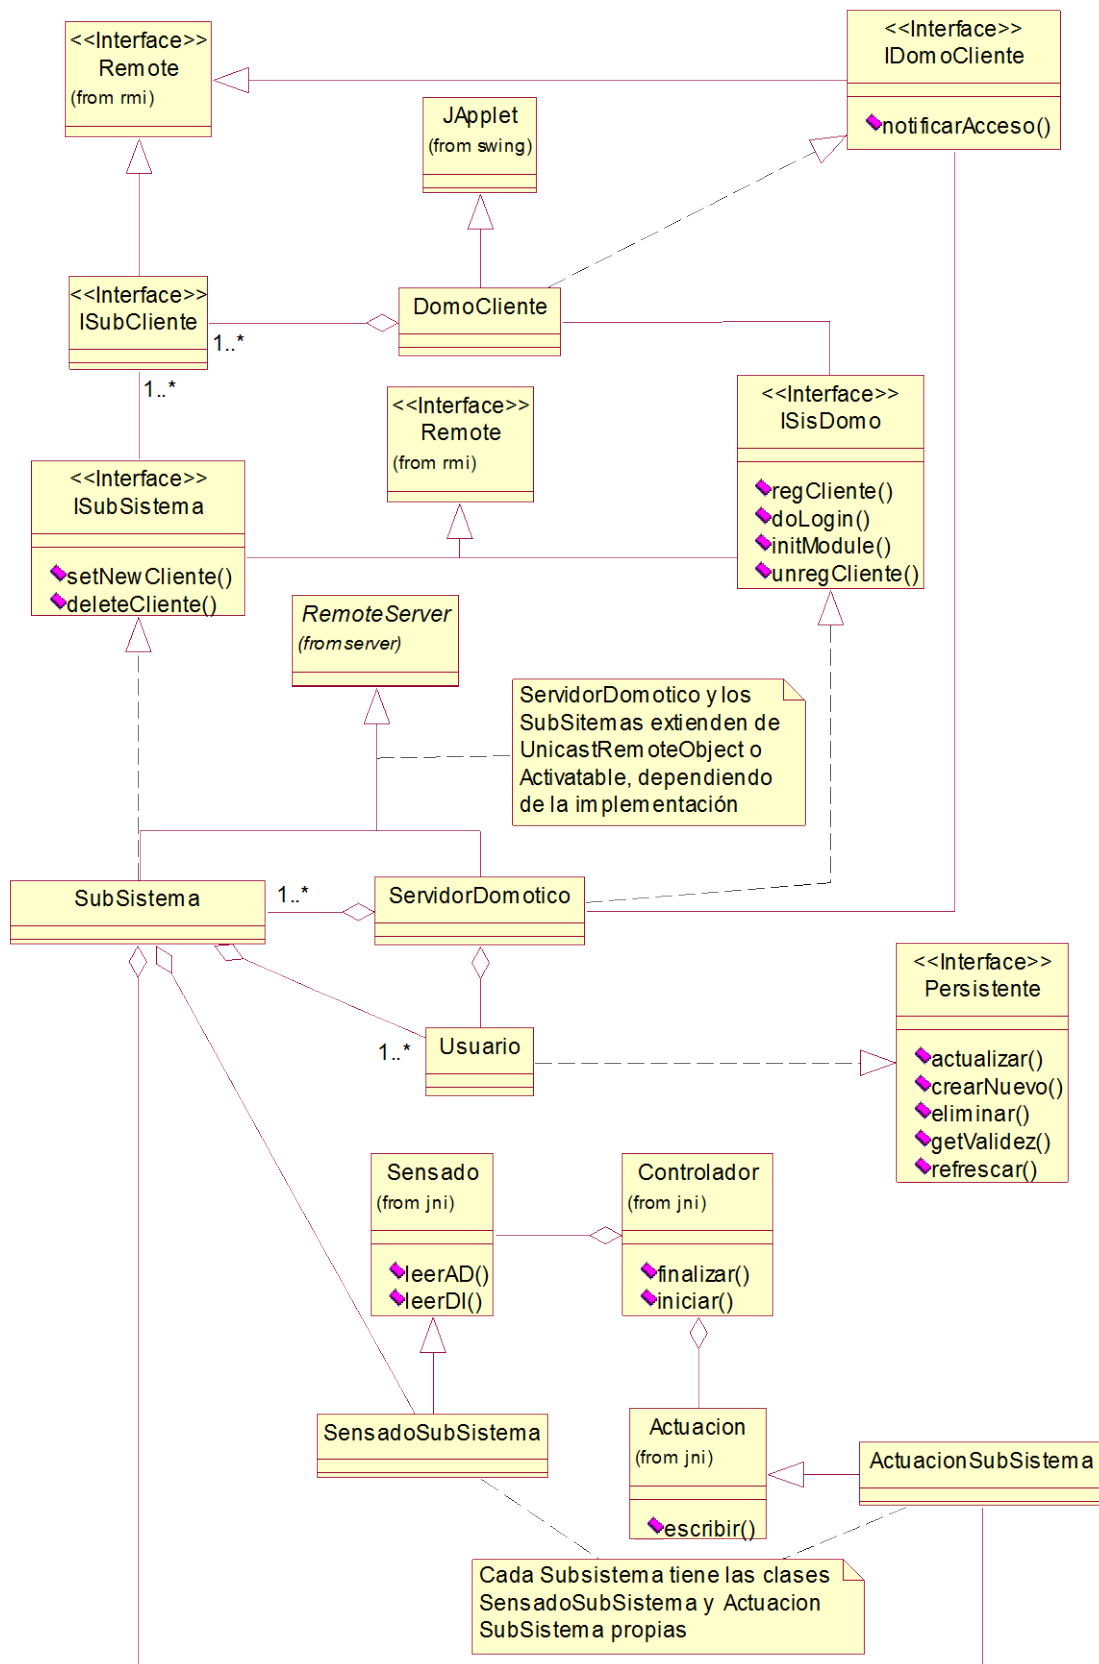 <<Interface>>
Remote
(from rmi)
<<Interface>>
IDomoCliente
notificarAcceso()
JApplet
(from swing)
<<Interface>>
ISubCliente
1..*
1..*
DomoCliente
<<Interface>>
Remote
(from rmi)
<<Interface>>
ISisDomo
regCliente()
doLogin()
initModule()
unregCliente()
<<Interface>>
ISubSistema
setNewCliente()
deleteCliente()
RemoteServer
(from server)
ServidorDomotico y los
SubSitemas extienden de
UnicastRemoteObject o
Activatable, dependiendo
de la implementación
SubSistema
1..*
ServidorDomotico
<<Interface>>
Persistente
actualizar()
crearNuevo()
eliminar()
getValidez()
refrescar()
1..*
Usuario
Sensado
(from jni)
leerAD()
leerDI()
Controlador
(from jni)
finalizar()
iniciar()
SensadoSubSistema
Actuacion
(from jni)
escribir()
ActuacionSubSistema
Cada Subsistema tiene las clases
SensadoSubSistema y Actuacion
SubSistema propias